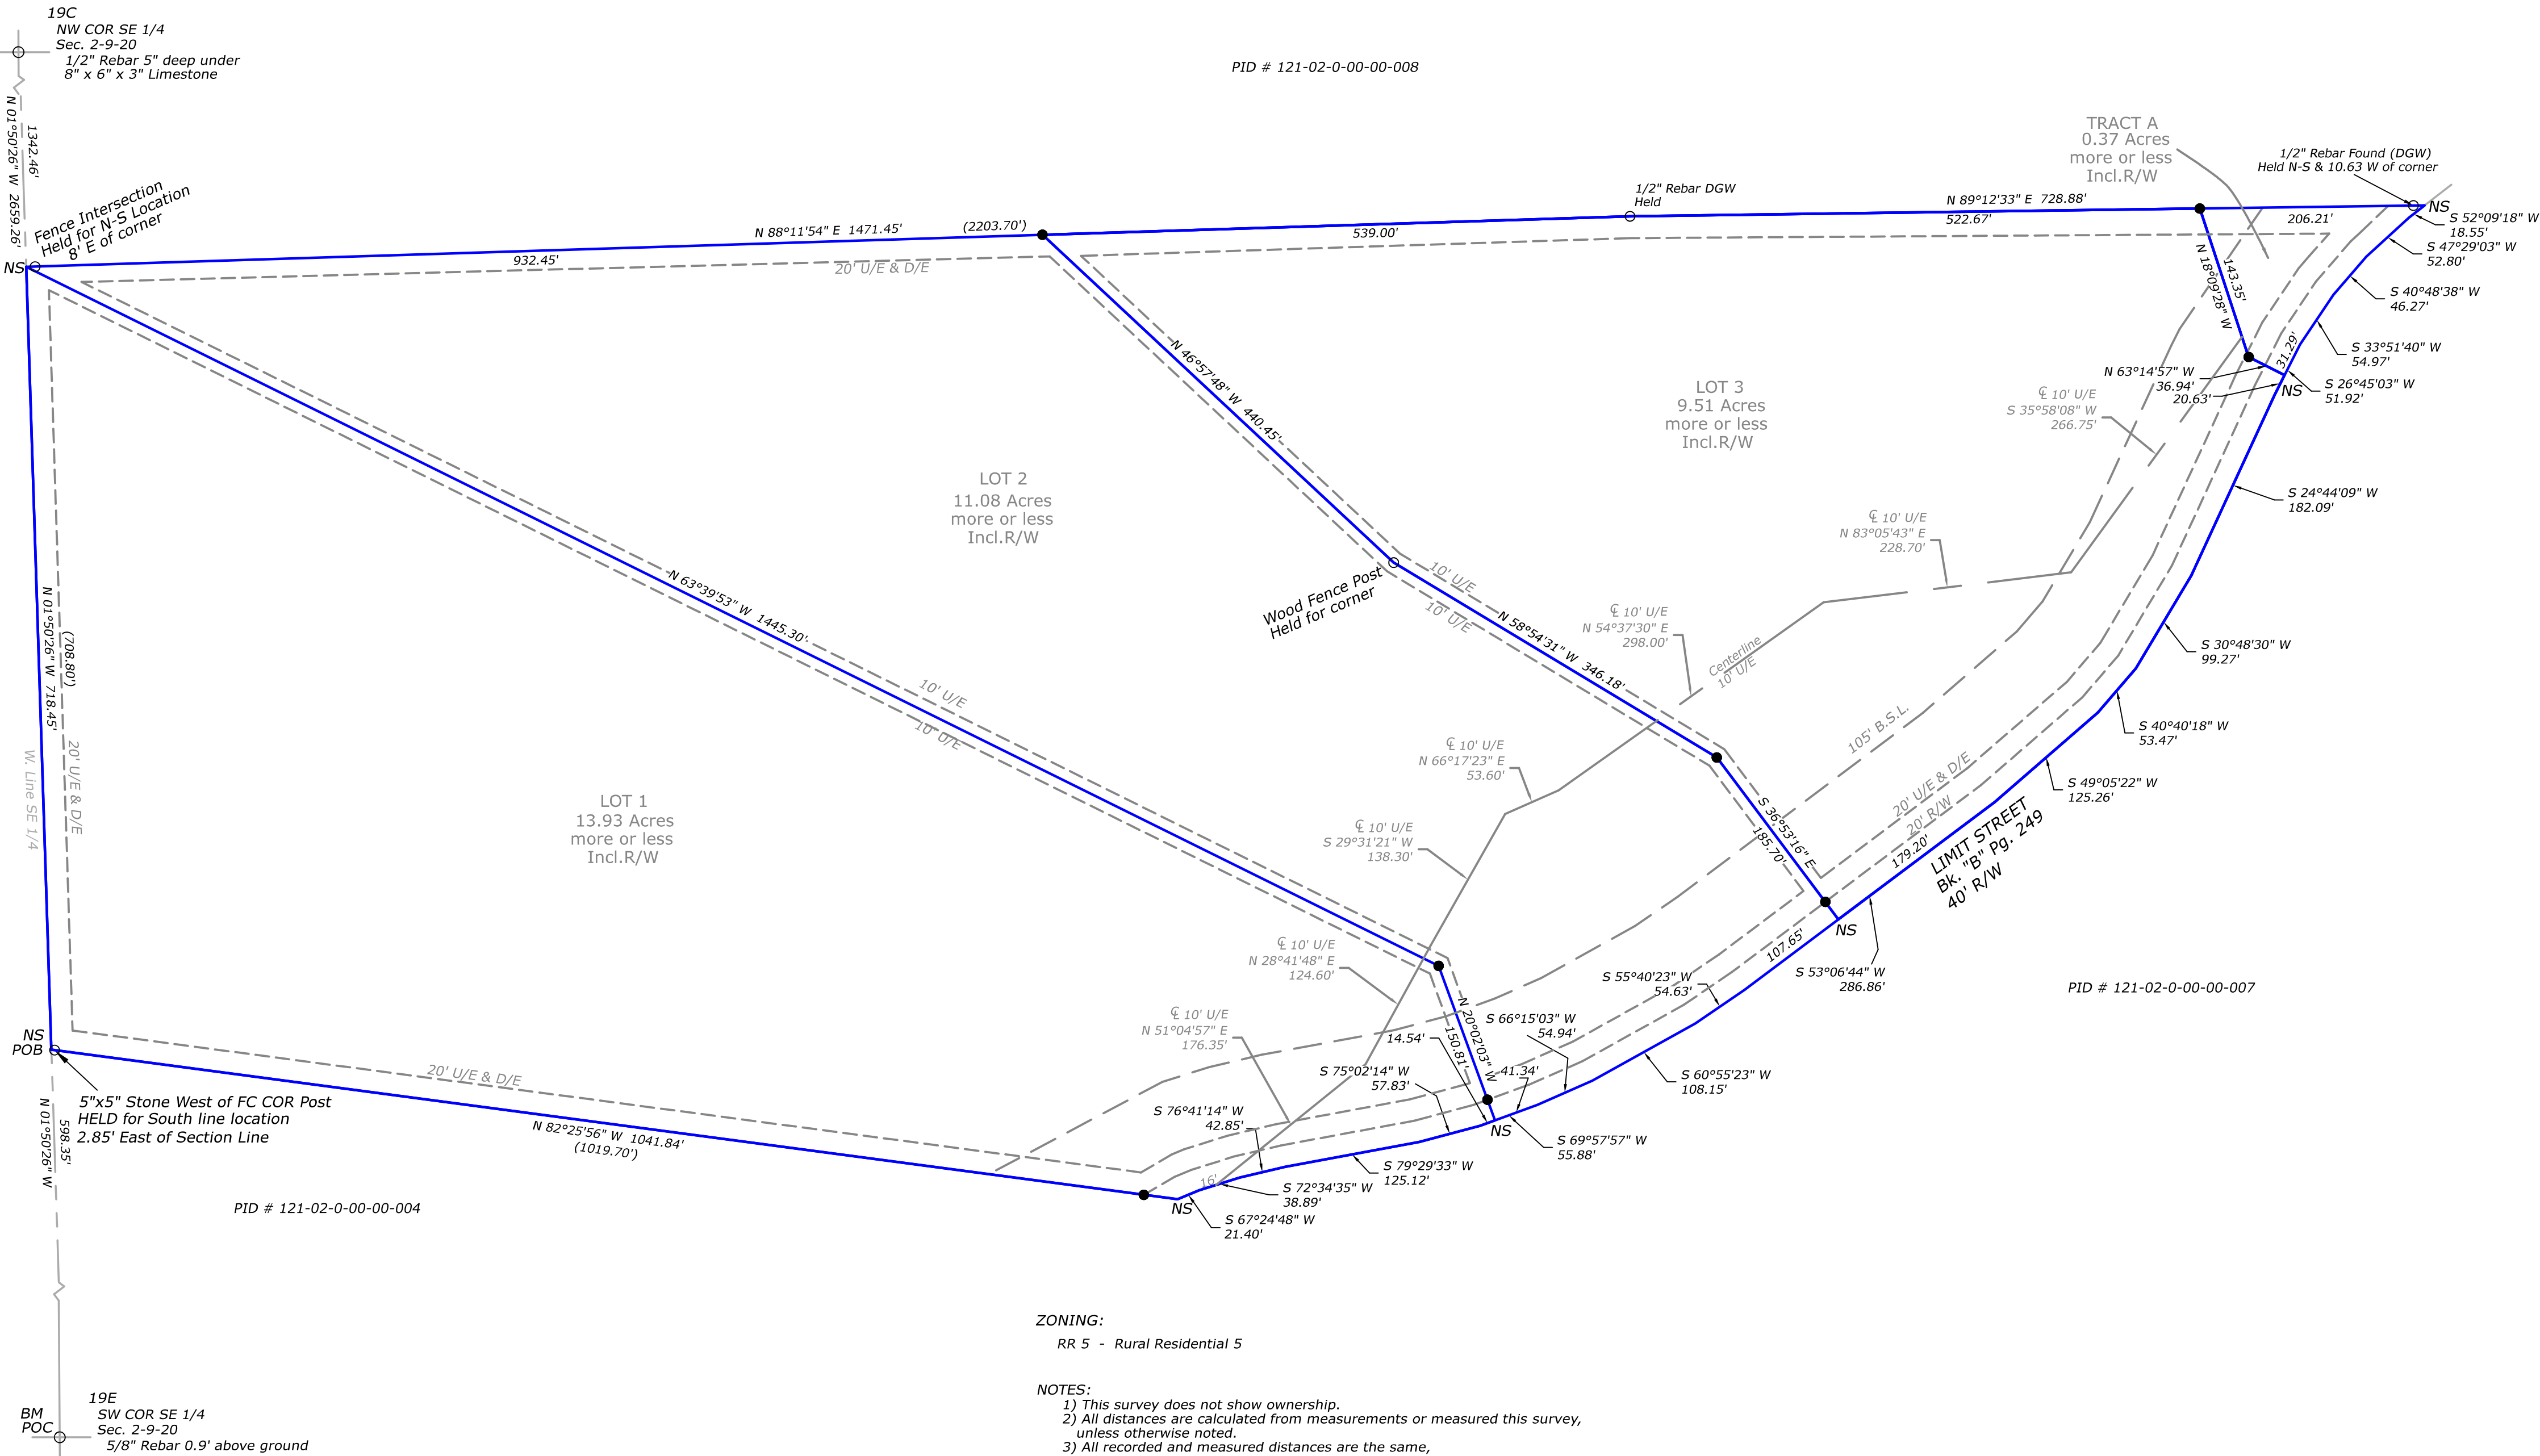 19C
NW COR SE 1/4
Sec. 2-9-20
1/2" Rebar 5" deep under
8" x 6" x 3" Limestone
N 01°50'26" W 2659.26'
1342.46'
PID # 121-02-0-00-00-008
TRACT A
0.37 Acres
more or less
Incl.R/W
1/2" Rebar Found (DGW)
Held N-S & 10.63 W of corner
Fence Intersection
Held for N-S Location
8' E of corner
NS
N 88°11'54" E 1471.45'
(2203.70')
932.45'
20' U/E & D/E
1/2" Rebar DGW
Held
539.00'
N 89°12'33" E 728.88'
522.67'
206.21'
NS
S 52°09'18" W
18.55'
S 47°29'03" W
52.80'
S 40°48'38" W
46.27'
S 33°51'40" W
54.97'
S 26°45'03" W
51.92'
N 18°09'28" W
143.35'
31.29'
N 63°14'57" W
36.94'
20.63'
NS
℄ 10' U/E
S 35°58'08" W
266.75'
LOT 3
9.51 Acres
more or less
Incl.R/W
N 46°57'48" W 440.45'
LOT 2
11.08 Acres
more or less
Incl.R/W
S 24°44'09" W
182.09'
℄ 10' U/E
N 83°05'43" E
228.70'
Wood Fence Post
Held for corner
10' U/E
10' U/E
N 58°54'31" W 346.18'
℄ 10' U/E
N 54°37'30" E
298.00'
Centerline
10' U/E
S 30°48'30" W
99.27'
N 63°39'53" W 1445.30'
10' U/E
10' U/E
N 01°50'26" W 718.45'
(708.80')
20' U/E & D/E
W. Line SE 1/4
S 40°40'18" W
53.47'
℄ 10' U/E
N 66°17'23" E
53.60'
105' B.S.L.
S 49°05'22" W
125.26'
LOT 1
13.93 Acres
more or less
Incl.R/W
℄ 10' U/E
S 29°31'21" W
138.30'
S 36°53'16" E
185.70'
20' U/E & D/E
20' R/W
179.20'
LIMIT STREET
Bk. "B" Pg. 249
40' R/W
NS
107.65'
S 53°06'44" W
286.86'
PID # 121-02-0-00-00-007
℄ 10' U/E
N 28°41'48" E
124.60'
S 55°40'23" W
54.63'
℄ 10' U/E
N 51°04'57" E
176.35'
N 20°02'03" W
150.81'
14.54'
S 66°15'03" W
54.94'
41.34'
S 60°55'23" W
108.15'
NS
POB
5"x5" Stone West of FC COR Post
HELD for South line location
2.85' East of Section Line
20' U/E & D/E
N 82°25'56" W 1041.84'
(1019.70')
S 75°02'14" W
57.83'
S 76°41'14" W
42.85'
NS
S 69°57'57" W
55.88'
S 79°29'33" W
125.12'
16'
S 72°34'35" W
38.89'
NS
S 67°24'48" W
21.40'
N 01°50'26" W
598.35'
PID # 121-02-0-00-00-004
ZONING:
RR 5 - Rural Residential 5
NOTES:
1) This survey does not show ownership.
2) All distances are calculated from measurements or measured this survey,
unless otherwise noted.
3) All recorded and measured distances are the same,
19E
BM
POC
SW COR SE 1/4
Sec. 2-9-20
5/8" Rebar 0.9' above ground